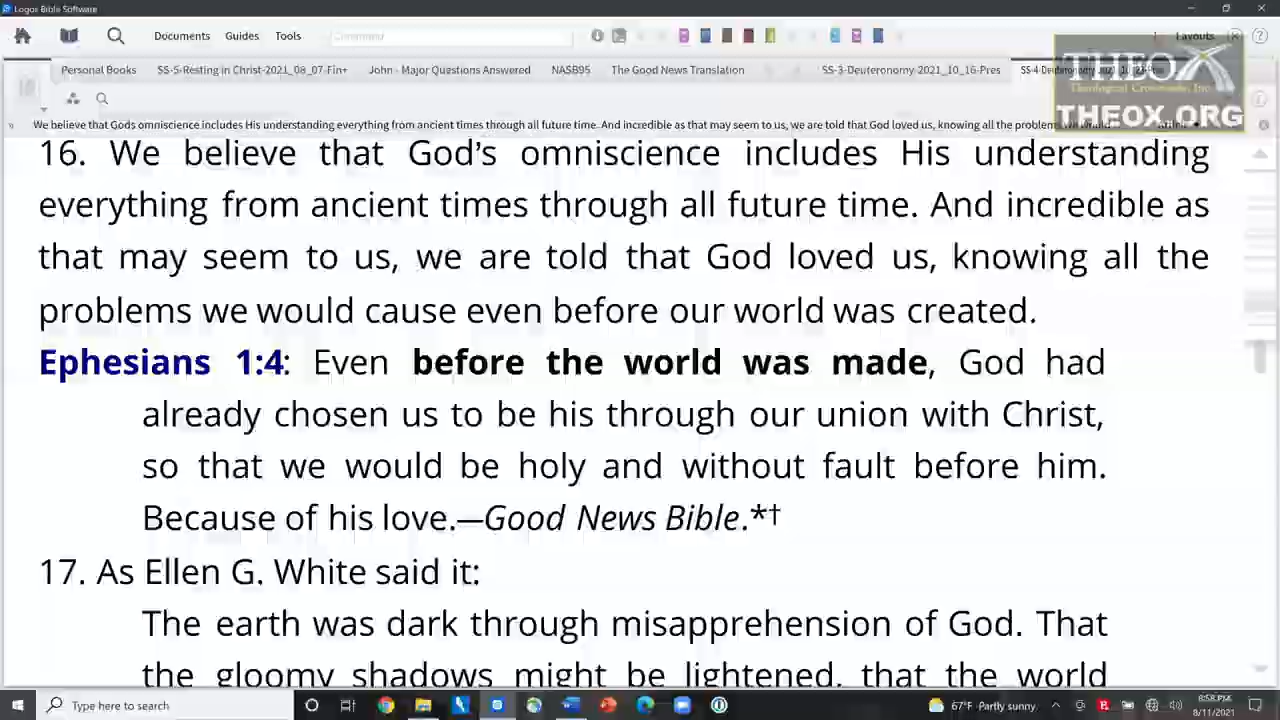 Logos Bible Software
Documents Guides Tools Command Layouts
Personal Books SS-5-Resting in Christ-2021_08_07-Fin+ Jesus Answered NASB95 The Good News Translation SS-3-Deuteronomy-2021_10_16-Pres
THEOX
Theological Crossroads, Inc.
THEOX.ORG
We believe that Gods omniscience includes His understanding everything from ancient times through all future time. And incredible as that may seem to us, we are told that God loved us, knowing all the problems we would
16. We believe that God's omniscience includes His understanding
everything from ancient times through all future time. And incredible as
that may seem to us, we are told that God loved us, knowing all the
problems we would cause even before our world was created.
Ephesians 1:4: Even before the world was made, God had
already chosen us to be his through our union with Christ,
so that we would be holy and without fault before him.
Because of his love.—Good News Bible.*†
17. As Ellen G. White said it:
The earth was dark through misapprehension of God. That
the gloomy shadows might be lightened, that the world
Type here to search
67°F Partly sunny
8:58 PM
8/11/2021